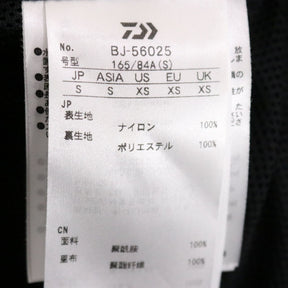 No. BJ-56025
号型 165/84A(S)
JP ASIA US EU UK
S S XS XS XS
JP
表生地
ナイロン 100%
裏生地
ポリエステル 100%
CN
面料
100%
里布
100%